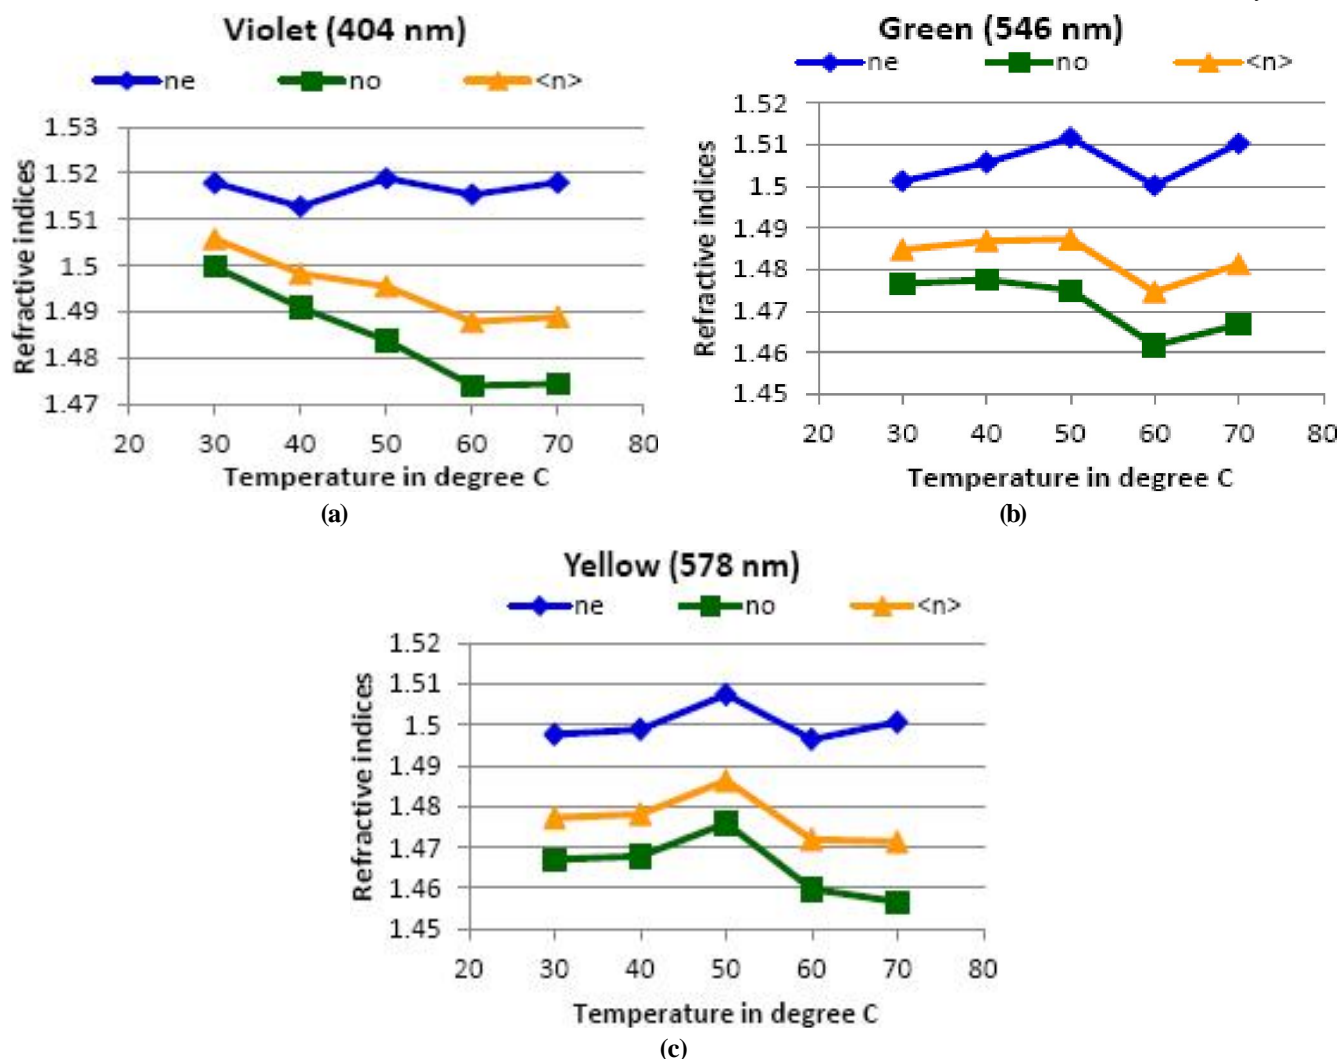 Violet (404 nm)
ne no <n>
1.53
1.52
1.51
1.5
1.49
1.48
1.47
20 30 40 50 60 70 80
Refractive indices
Temperature in degree C
(a)
Green (546 nm)
ne no <n>
1.52
1.51
1.5
1.49
1.48
1.47
1.46
1.45
20 30 40 50 60 70 80
Refractive indices
Temperature in degree C
(b)
Yellow (578 nm)
ne no <n>
1.52
1.51
1.5
1.49
1.48
1.47
1.46
1.45
20 30 40 50 60 70 80
Refractive indices
Temperature in degree C
(c)